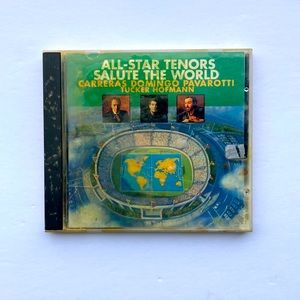 ALL-STAR TENORS
SALUTE THE WORLD
CARRERAS DOMINGO PAVAROTTI
TUCKER HOFMANN